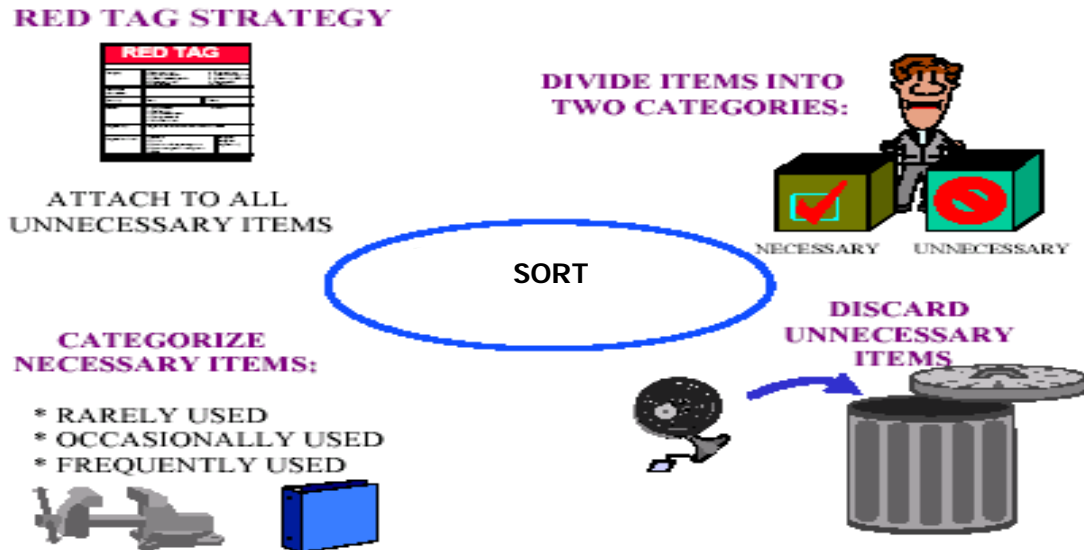 RED TAG STRATEGY
RED TAG
ATTACH TO ALL
UNNECESSARY ITEMS
DIVIDE ITEMS INTO
TWO CATEGORIES:
NECESSARY
UNNECESSARY
SORT
CATEGORIZE
NECESSARY ITEMS:
* RARELY USED
* OCCASIONALLY USED
* FREQUENTLY USED
DISCARD
UNNECESSARY
ITEMS